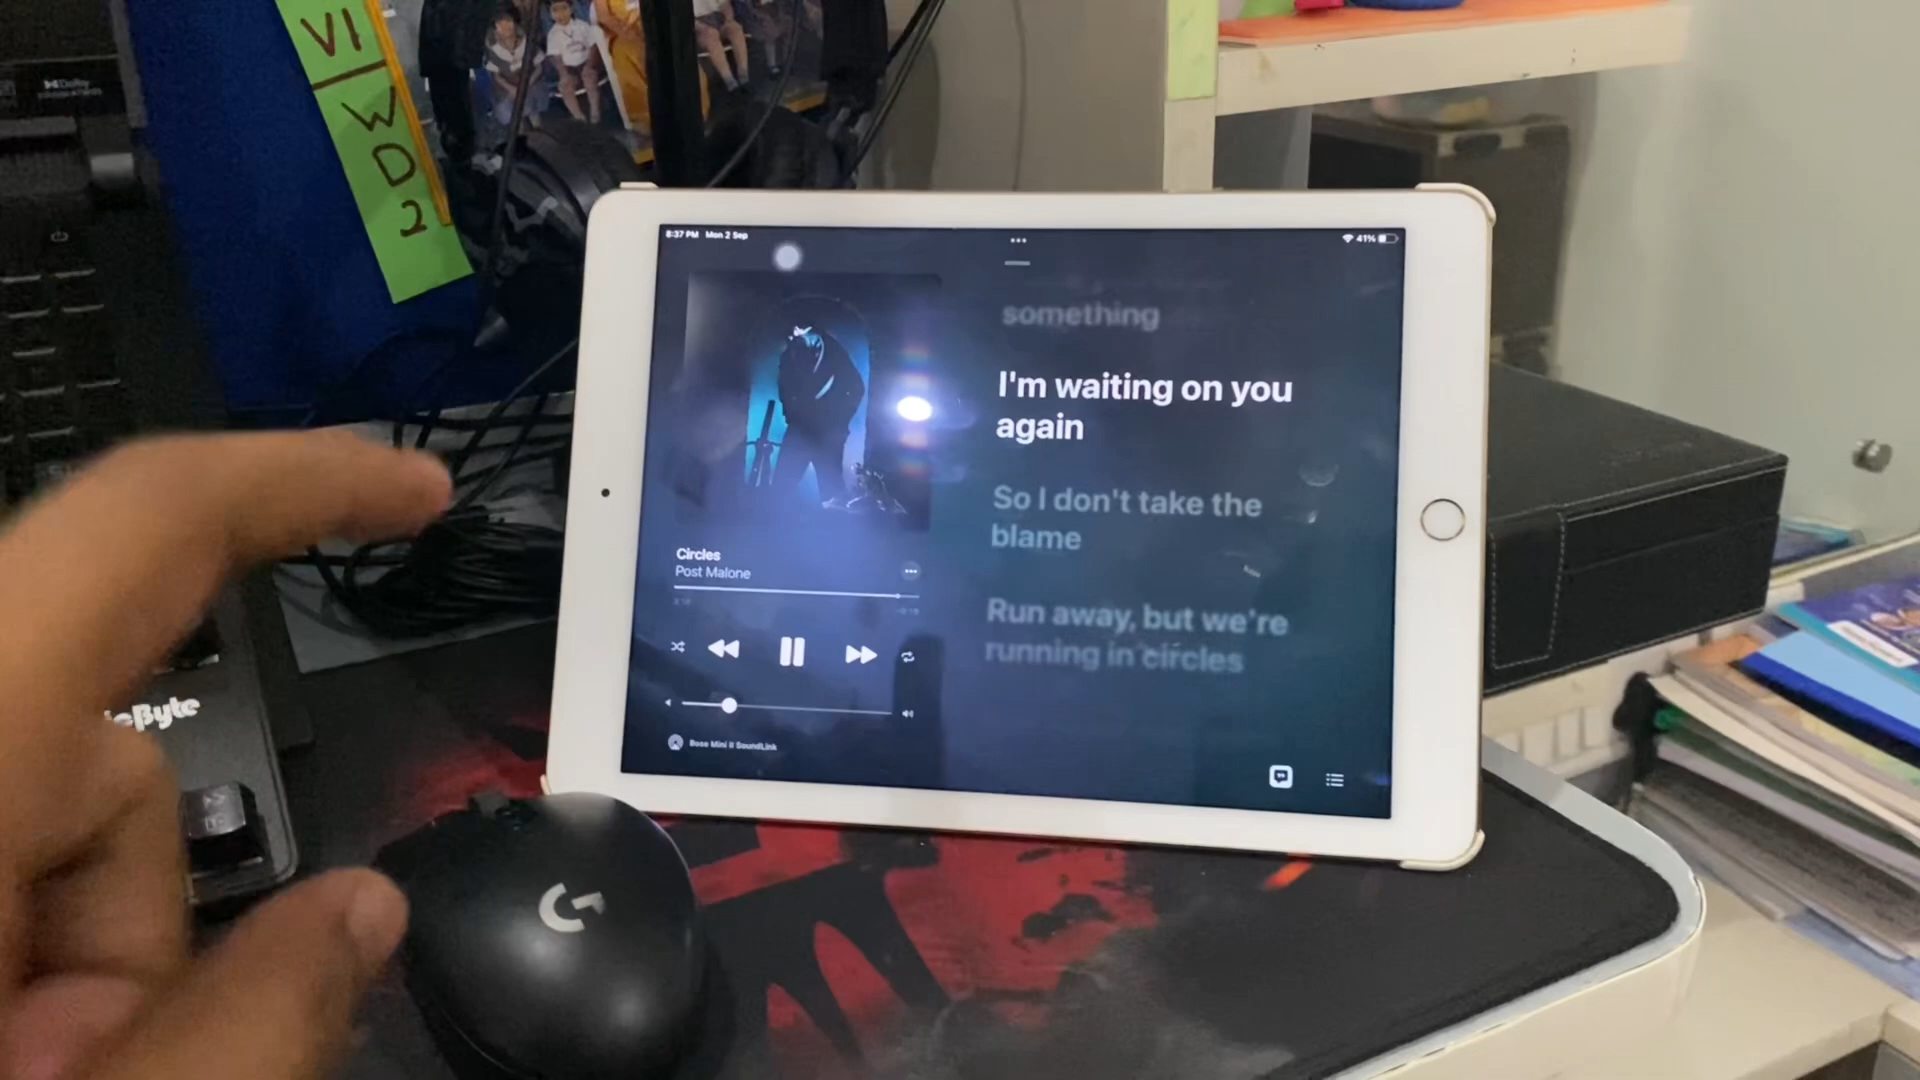 VI
W
D
2
Dolby
8:37 PM Mon 2 Sep
41%
something
I'm waiting on you
again
So I don't take the
blame
Run away, but we're
running in circles
Circles
Post Malone
Bose Mini II SoundLink
G